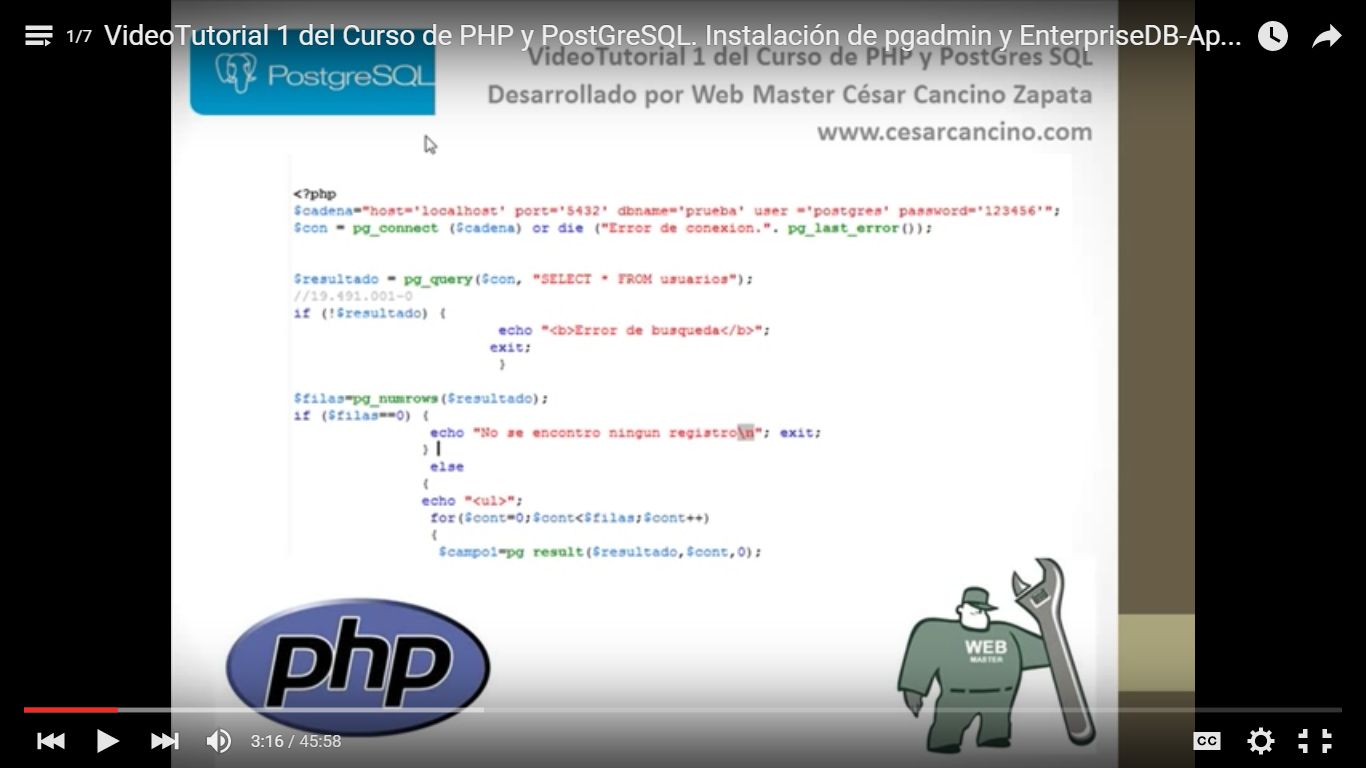 1/7 VideoTutorial 1 del Curso de PHP y PostGreSQL. Instalación de pgadmin y EnterpriseDB-Ap...
PostgreSQL
VideoTutorial 1 del Curso de PHP y PostGres SQL
Desarrollado por Web Master César Cancino Zapata
www.cesarcancino.com
<?php
$cadena="host='localhost' port='5432' dbname='prueba' user ='postgres' password='123456'";
$con = pg_connect ($cadena) or die ("Error de conexion.". pg_last_error());
$resultado = pg_query($con, "SELECT * FROM usuarios");
//19.491.001-0
if (!$resultado) {
echo "<b>Error de busqueda</b>";
exit;
}
$filas=pg_numrows($resultado);
if ($filas==0) {
echo "No se encontro ningun registro\n"; exit;
}
else
{
echo "<ul>";
for($cont=0;$cont<$filas;$cont++)
{
$campo1=pg_result($resultado,$cont,0);
php
WEB
MASTER
3:16 / 45:58
CC